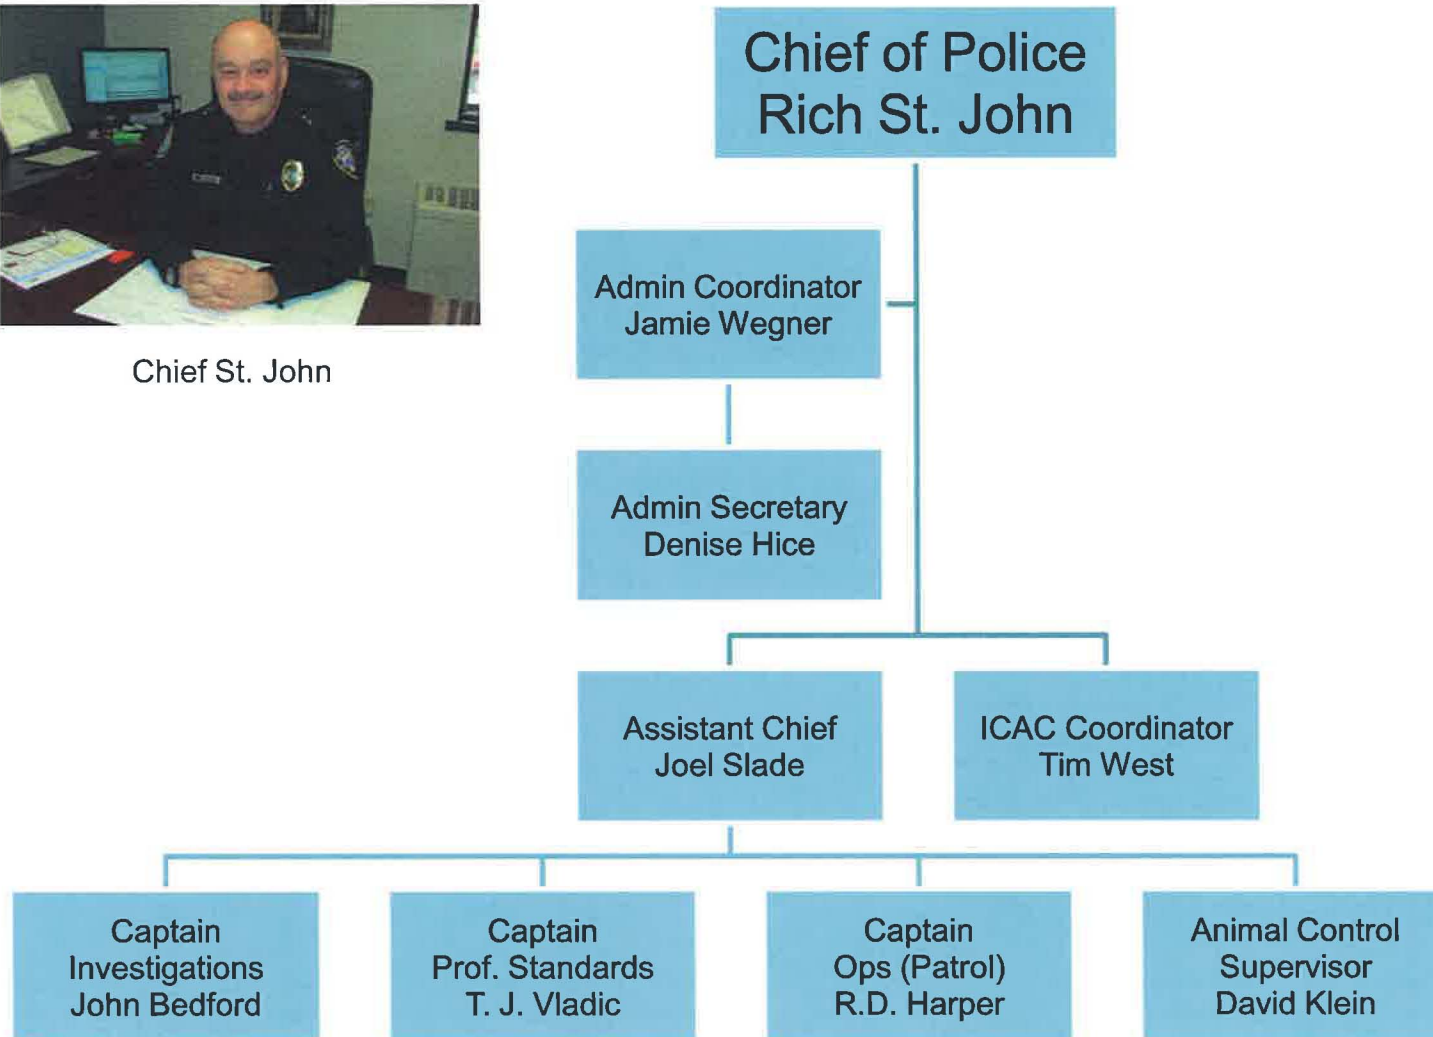 Chief of Police
Rich St. John
Chief St. John
Admin Coordinator
Jamie Wegner
Admin Secretary
Denise Hice
Assistant Chief
Joel Slade
ICAC Coordinator
Tim West
Captain
Investigations
John Bedford
Captain
Prof. Standards
T. J. Vladic
Captain
Ops (Patrol)
R.D. Harper
Animal Control
Supervisor
David Klein